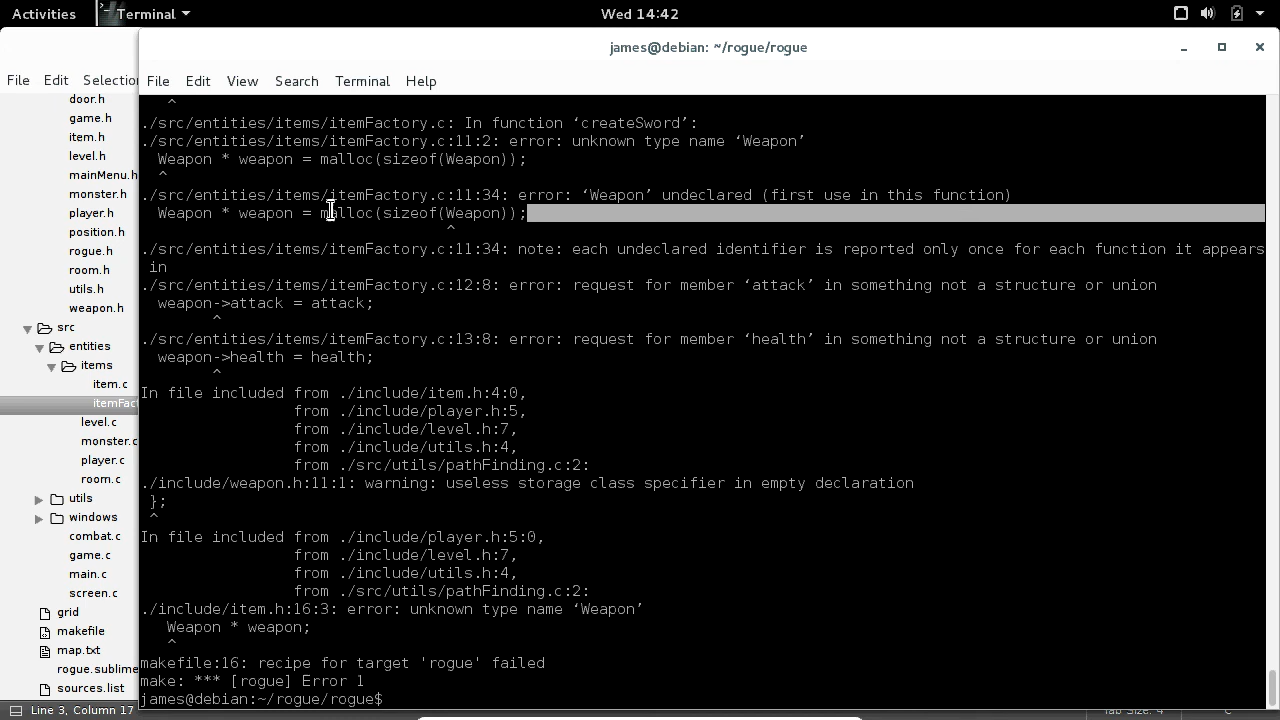 Activities Terminal Wed 14:42
james@debian: ~/rogue/rogue
File Edit Selection
File Edit View Search Terminal Help
door.h
game.h
item.h
level.h
mainMenu.h
monster.h
player.h
position.h
rogue.h
room.h
utils.h
weapon.h
src
entities
items
item.c
itemFac
level.c
monster.c
player.c
room.c
utils
windows
combat.c
game.c
main.c
screen.c
grid
makefile
map.txt
rogue.sublime
sources.list
^
./src/entities/items/itemFactory.c: In function ‘createSword’:
./src/entities/items/itemFactory.c:11:2: error: unknown type name ‘Weapon’
Weapon * weapon = malloc(sizeof(Weapon));
^
./src/entities/items/itemFactory.c:11:34: error: ‘Weapon’ undeclared (first use in this function)
Weapon * weapon = malloc(sizeof(Weapon));
^
./src/entities/items/itemFactory.c:11:34: note: each undeclared identifier is reported only once for each function it appears
in
./src/entities/items/itemFactory.c:12:8: error: request for member ‘attack’ in something not a structure or union
weapon->attack = attack;
^
./src/entities/items/itemFactory.c:13:8: error: request for member ‘health’ in something not a structure or union
weapon->health = health;
^
In file included from ./include/item.h:4:0,
from ./include/player.h:5,
from ./include/level.h:7,
from ./include/utils.h:4,
from ./src/utils/pathFinding.c:2:
./include/weapon.h:11:1: warning: useless storage class specifier in empty declaration
};
^
In file included from ./include/player.h:5:0,
from ./include/level.h:7,
from ./include/utils.h:4,
from ./src/utils/pathFinding.c:2:
./include/item.h:16:3: error: unknown type name ‘Weapon’
Weapon * weapon;
^
makefile:16: recipe for target 'rogue' failed
make: *** [rogue] Error 1
james@debian:~/rogue/rogue$
Line 3, Column 17 Tab Size: 4 C